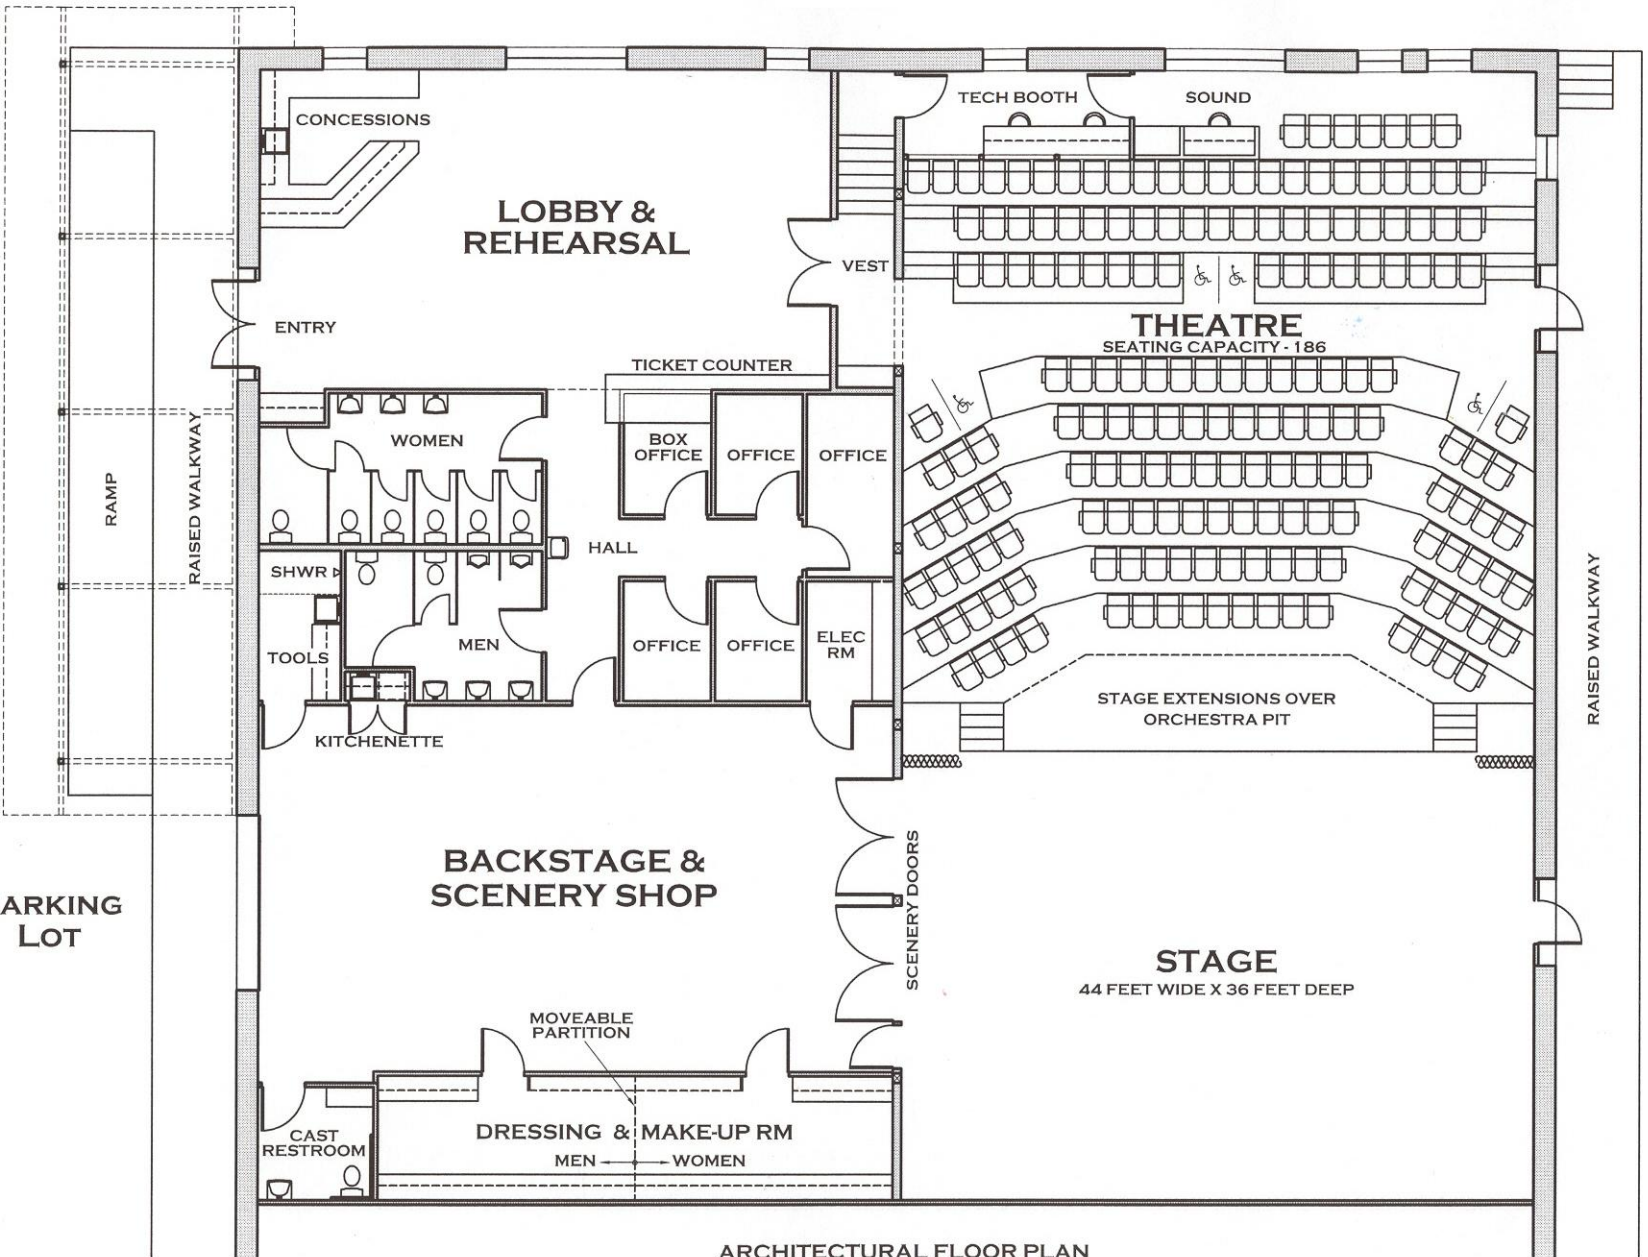 CONCESSIONS
TECH BOOTH
SOUND
LOBBY &
REHEARSAL
VEST
ENTRY
THEATRE
SEATING CAPACITY - 186
TICKET COUNTER
WOMEN
BOX
OFFICE
OFFICE
OFFICE
RAMP
RAISED WALKWAY
HALL
SHWR
TOOLS
MEN
OFFICE
OFFICE
ELEC
RM
KITCHENETTE
STAGE EXTENSIONS OVER
ORCHESTRA PIT
RAISED WALKWAY
BACKSTAGE &
SCENERY SHOP
SCENERY DOORS
ARKING
LOT
STAGE
44 FEET WIDE X 36 FEET DEEP
MOVEABLE
PARTITION
CAST
RESTROOM
DRESSING & MAKE-UP RM
MEN
WOMEN
ARCHITECTURAL FLOOR PLAN